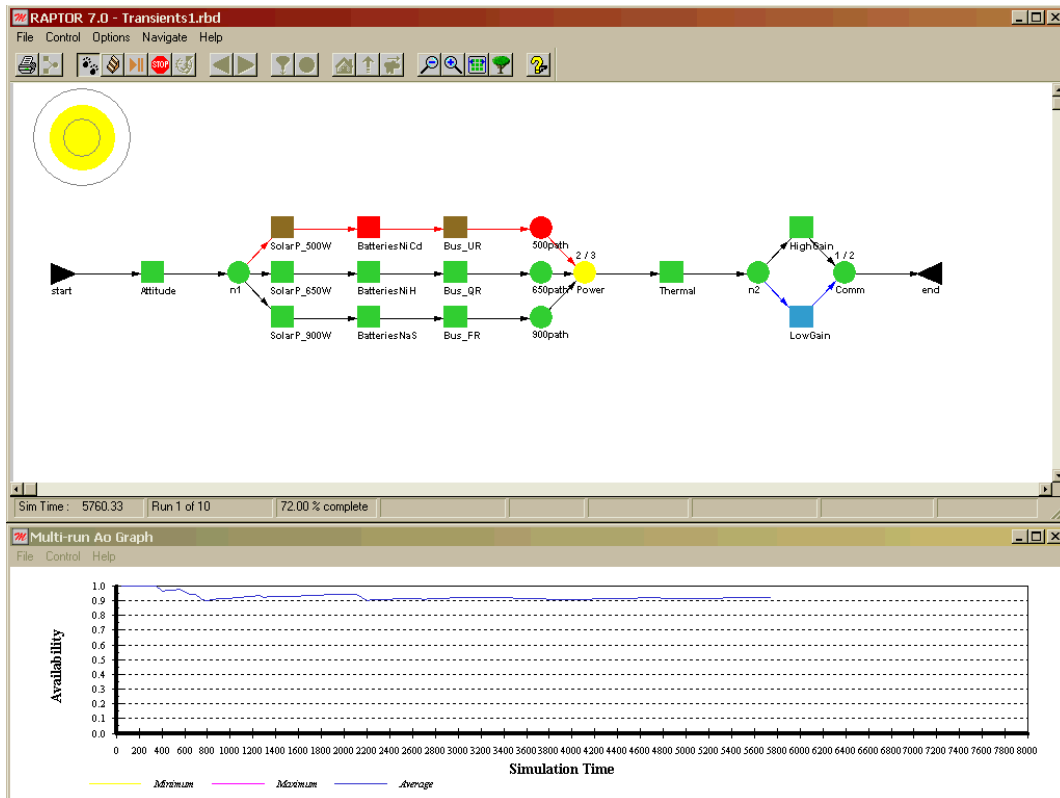 RAPTOR 7.0 - Transients1.rbd
File Control Options Navigate Help
STOP
SolarP_500W BatteriesNiCd Bus_UR 500path HighGain
2 / 3 1 / 2
start Attitude n1 SolarP_650W BatteriesNiH Bus_QR 650path Power Thermal n2 Comm end
SolarP_900W BatteriesNaS Bus_FR 900path LowGain
Sim Time : 5760.33 Run 1 of 10 72.00 % complete
Multi-run Ao Graph
File Control Help
1.0
0.9
0.8
0.7
0.6
0.5
0.4
0.3
0.2
0.1
0.0
Availability
0 200 400 600 800 1000 1200 1400 1600 1800 2000 2200 2400 2600 2800 3000 3200 3400 3600 3800 4000 4200 4400 4600 4800 5000 5200 5400 5600 5800 6000 6200 6400 6600 6800 7000 7200 7400 7600 7800 8000
Simulation Time
Minimum Maximum Average